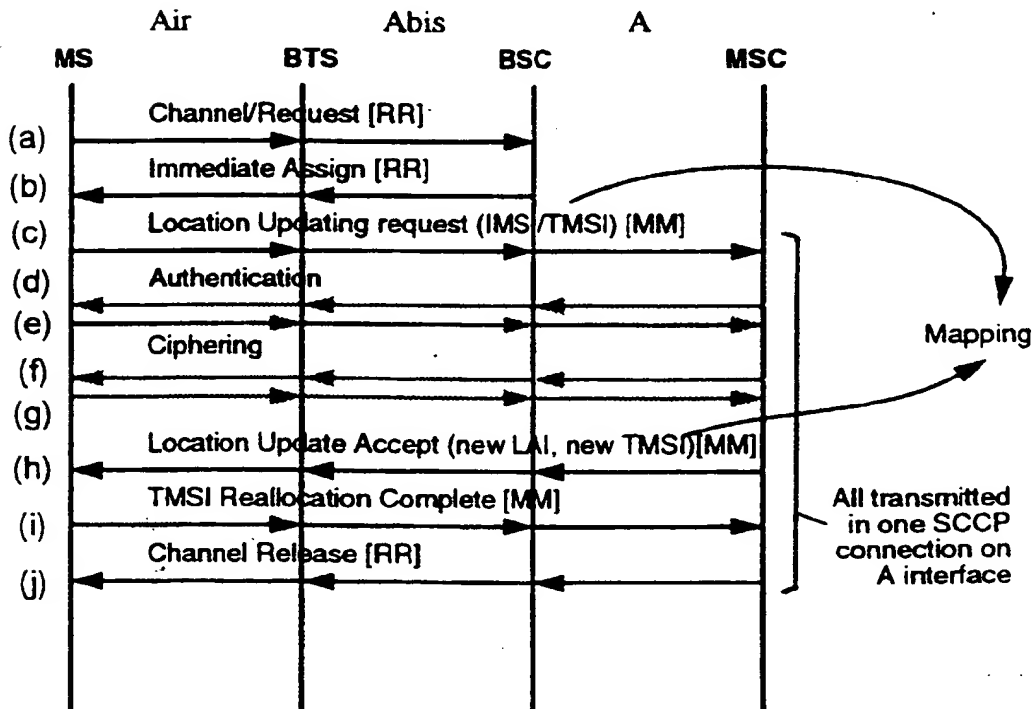 Air Abis A
MS BTS BSC MSC
Channel/Request [RR]
(a)
Immediate Assign [RR]
(b)
Location Updating request (IMS/TMSI) [MM]
(c)
Authentication
(d)
(e)
Mapping
Ciphering
(f)
(g)
Location Update Accept (new LAI, new TMSI)[MM]
(h)
TMSI Reallocation Complete [MM]
(i)
All transmitted
in one SCCP
connection on
A interface
Channel Release [RR]
(j)